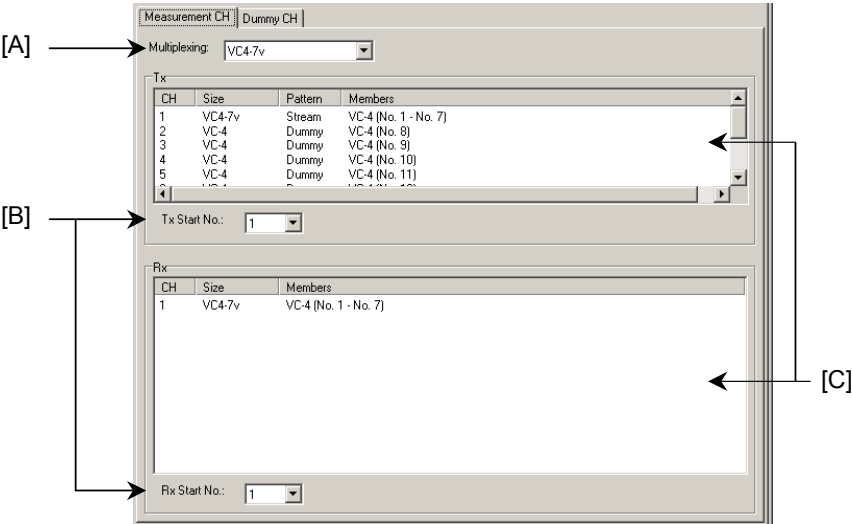 Measurement CH Dummy CH
[A] Multiplexing: VC4-7v
Tx
CH Size Pattern Members
1 VC4-7v Stream VC-4 (No. 1 - No. 7)
2 VC-4 Dummy VC-4 (No. 8)
3 VC-4 Dummy VC-4 (No. 9)
4 VC-4 Dummy VC-4 (No. 10)
5 VC-4 Dummy VC-4 (No. 11)
[B] Tx Start No.: 1
Rx
CH Size Members
1 VC4-7v VC-4 (No. 1 - No. 7)
[C]
Rx Start No.: 1